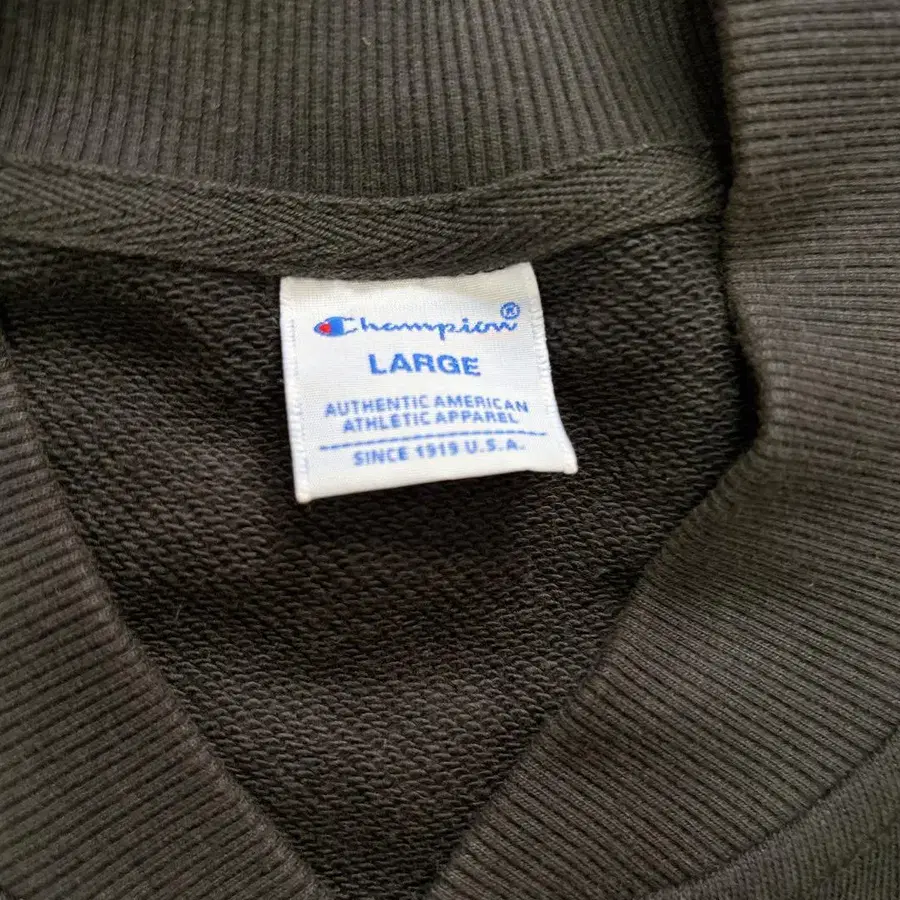 Champion®
LARGE
AUTHENTIC AMERICAN
ATHLETIC APPAREL
SINCE 1919 U.S.A.